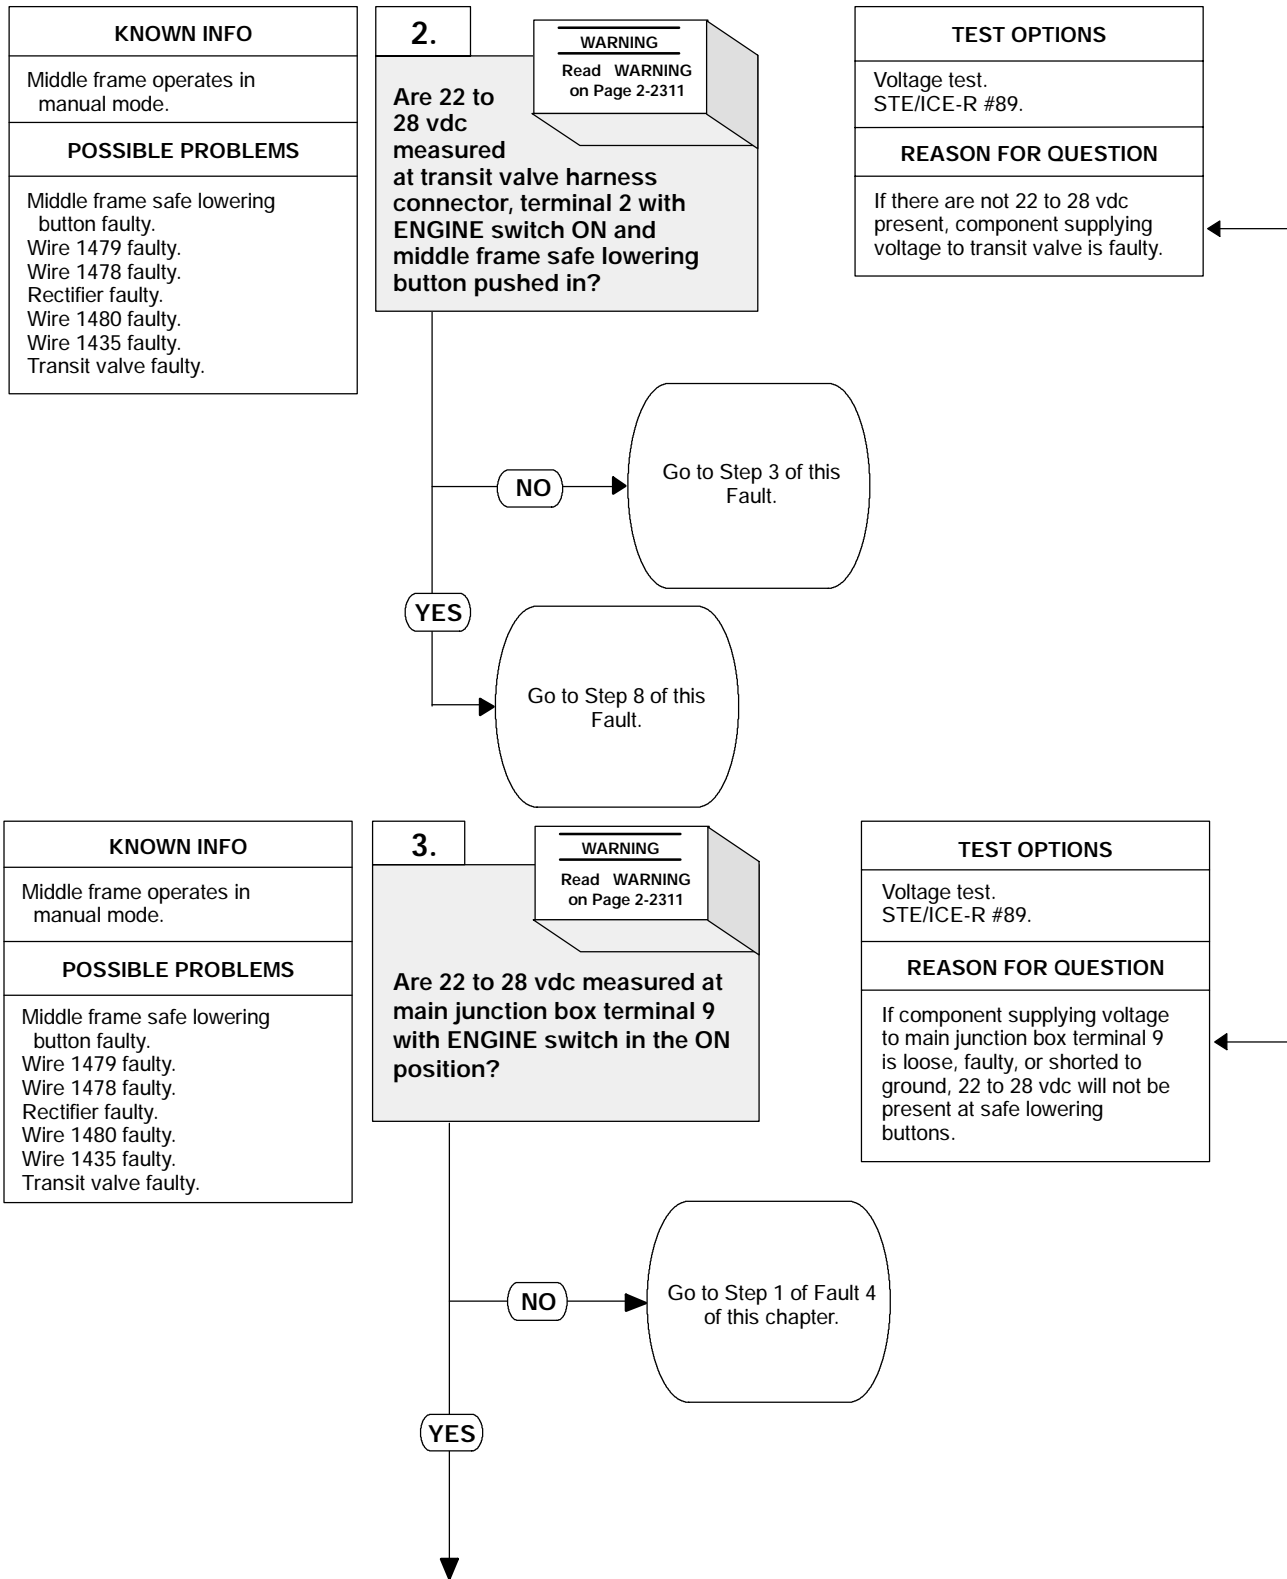 KNOWN INFO
Middle frame operates in
manual mode.
POSSIBLE PROBLEMS
Middle frame safe lowering
button faulty.
Wire 1479 faulty.
Wire 1478 faulty.
Rectifier faulty.
Wire 1480 faulty.
Wire 1435 faulty.
Transit valve faulty.
2.
WARNING
Read WARNING
on Page 2-2311
Are 22 to
28 vdc
measured
at transit valve harness
connector, terminal 2 with
ENGINE switch ON and
middle frame safe lowering
button pushed in?
TEST OPTIONS
Voltage test.
STE/ICE-R #89.
REASON FOR QUESTION
If there are not 22 to 28 vdc
present, component supplying
voltage to transit valve is faulty.
NO
Go to Step 3 of this
Fault.
YES
Go to Step 8 of this
Fault.
KNOWN INFO
Middle frame operates in
manual mode.
POSSIBLE PROBLEMS
Middle frame safe lowering
button faulty.
Wire 1479 faulty.
Wire 1478 faulty.
Rectifier faulty.
Wire 1480 faulty.
Wire 1435 faulty.
Transit valve faulty.
3.
WARNING
Read WARNING
on Page 2-2311
Are 22 to 28 vdc measured at
main junction box terminal 9
with ENGINE switch in the ON
position?
TEST OPTIONS
Voltage test.
STE/ICE-R #89.
REASON FOR QUESTION
If component supplying voltage
to main junction box terminal 9
is loose, faulty, or shorted to
ground, 22 to 28 vdc will not be
present at safe lowering
buttons.
NO
Go to Step 1 of Fault 4
of this chapter.
YES